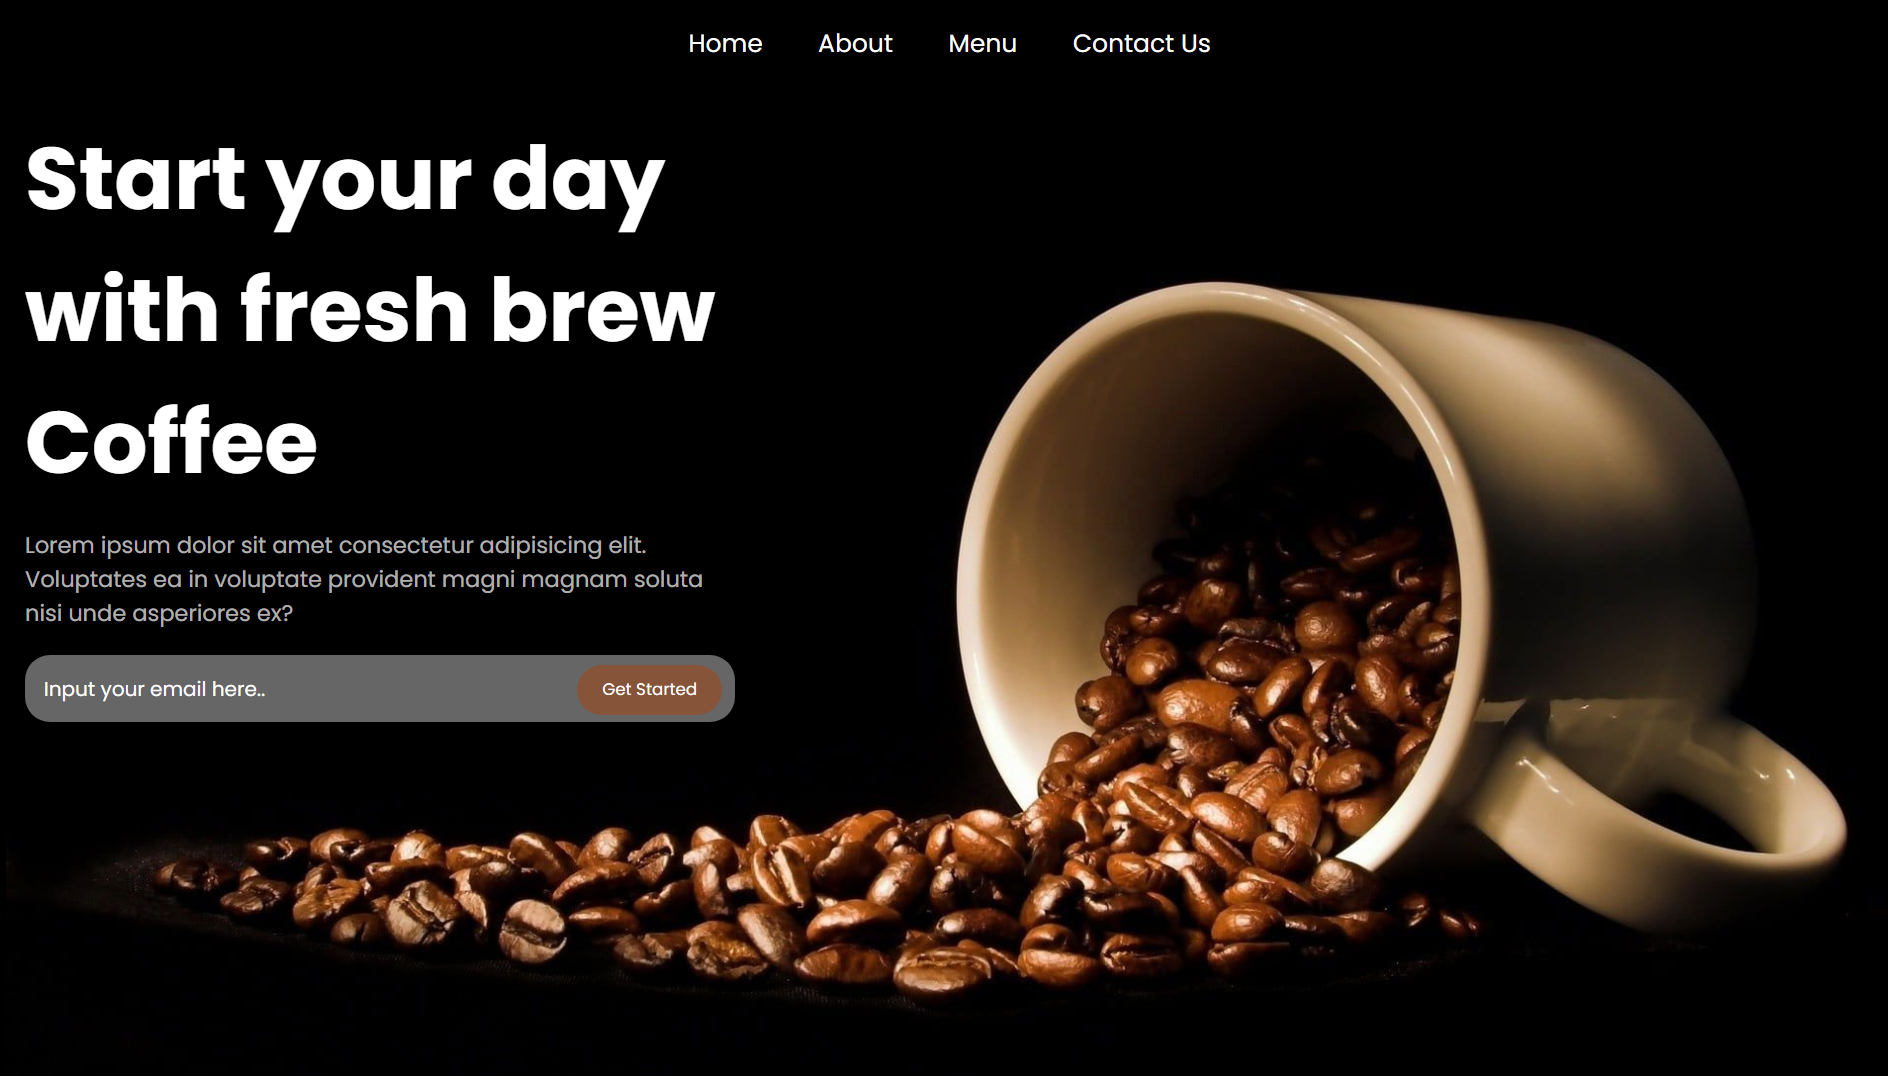 Home About Menu Contact Us
Start your day
with fresh brew
Coffee
Lorem ipsum dolor sit amet consectetur adipisicing elit.
Voluptates ea in voluptate provident magni magnam soluta
nisi unde asperiores ex?
Input your email here.. Get Started